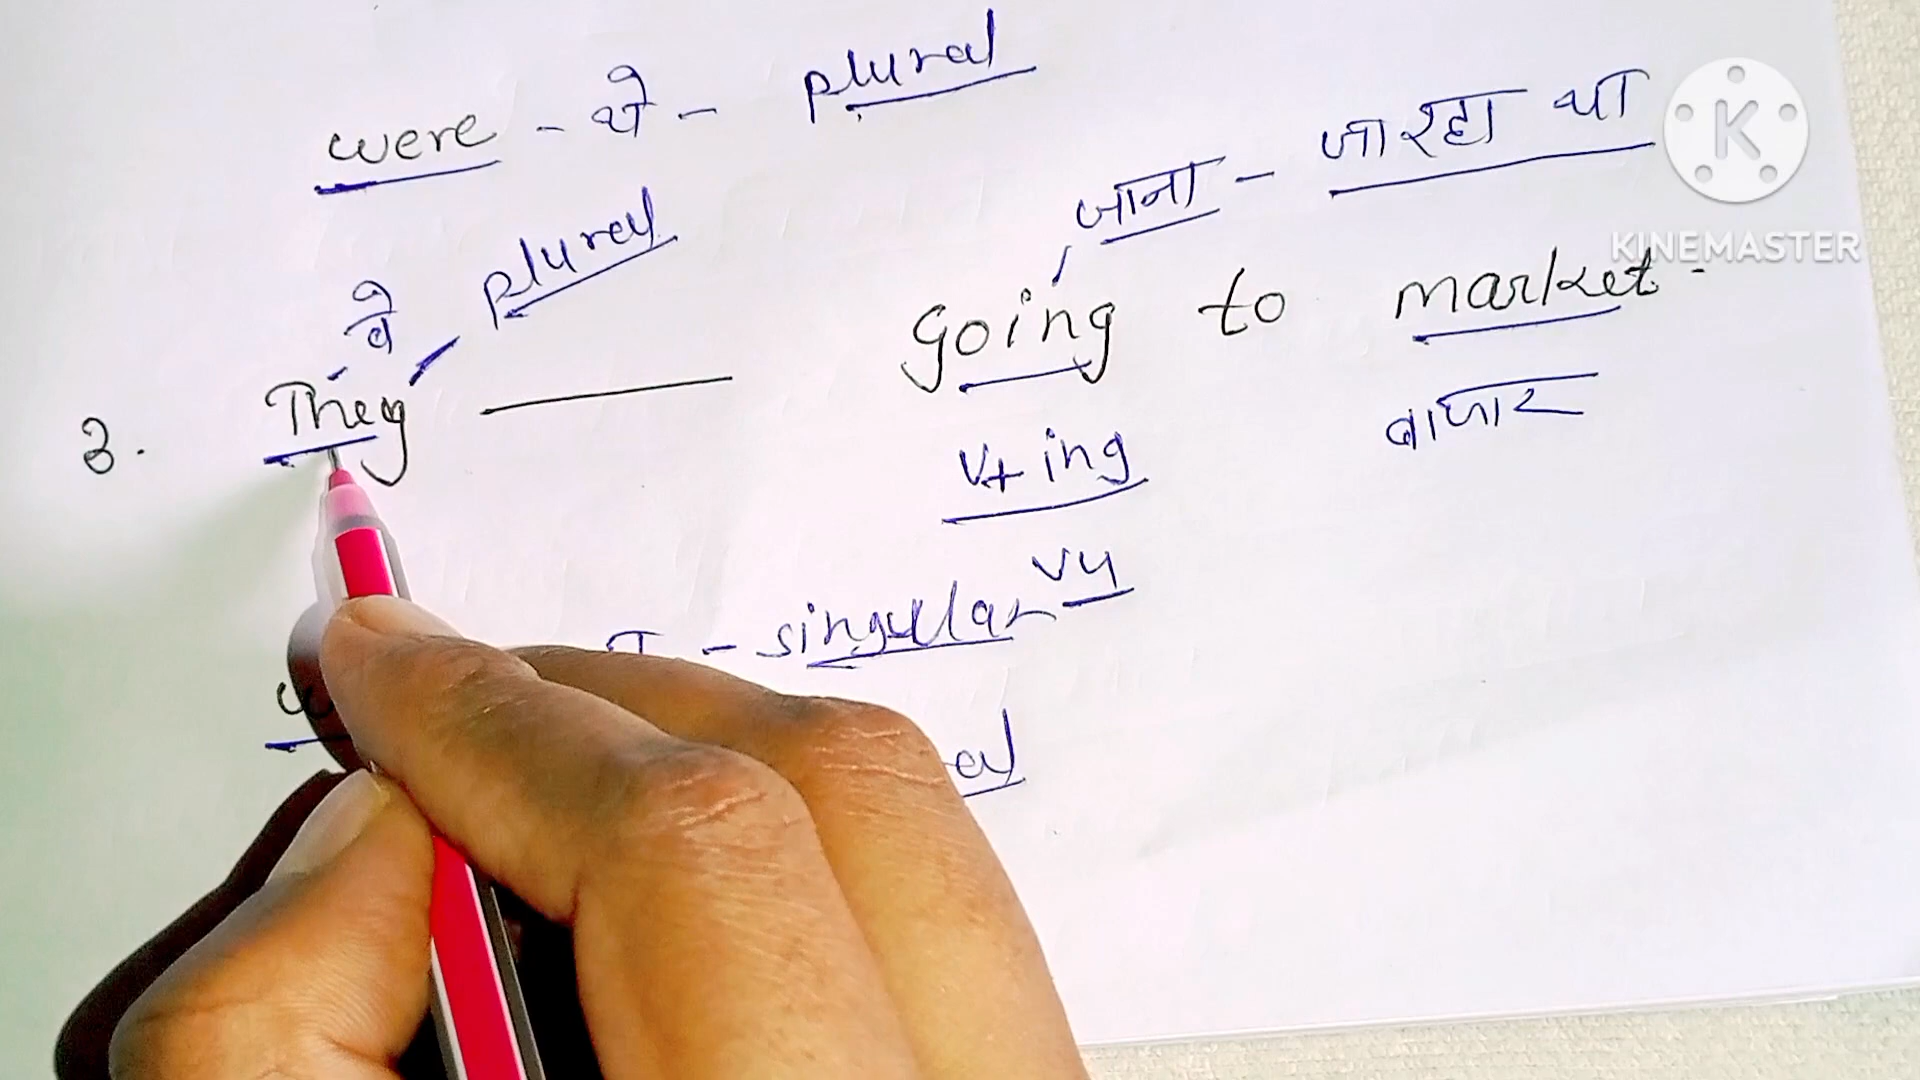 were - थे - plural
जाना - जा रहा था
KINEMASTER
वे plural
3. They ______ going to market.
v+ing बाजार
v4
- singular